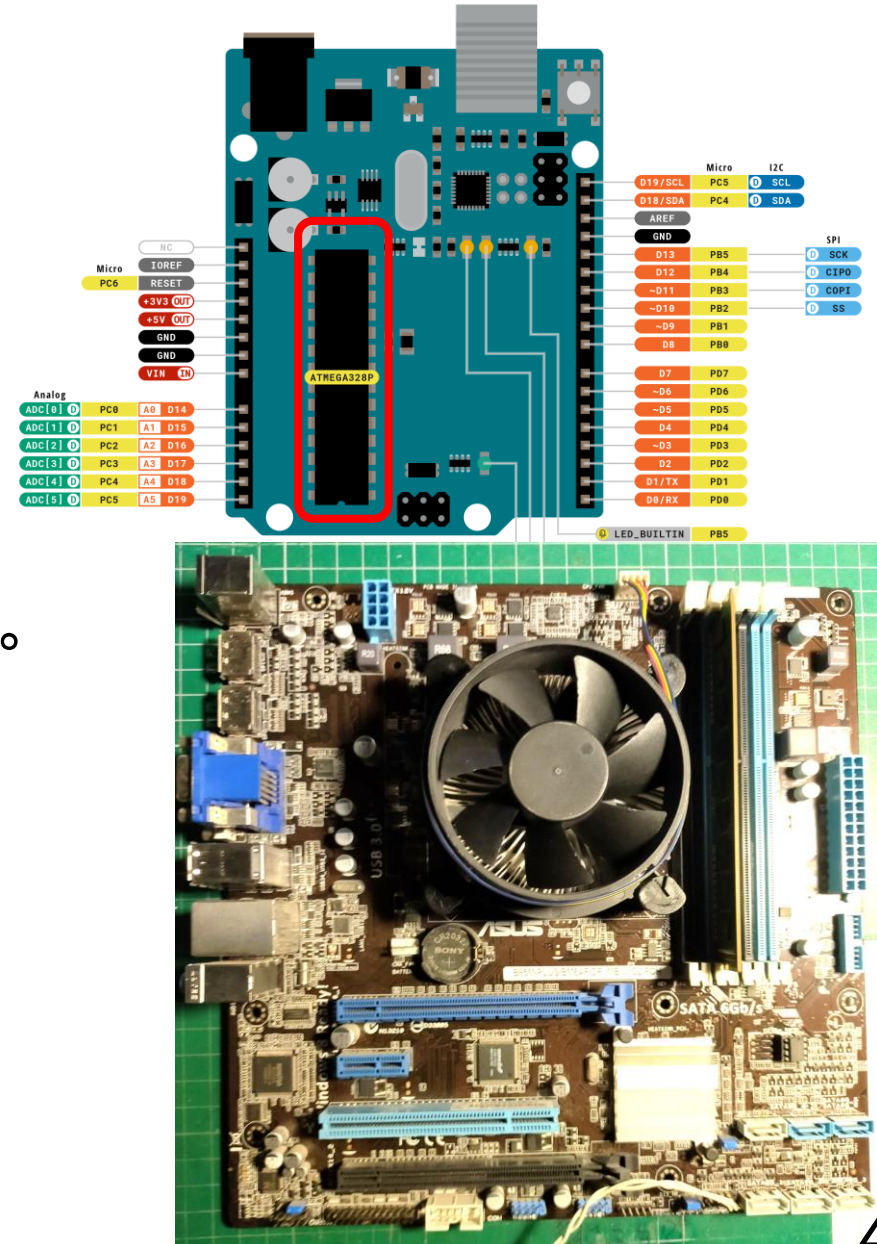 Micro I2C
D19/SCL PC5 D SCL
D18/SDA PC4 D SDA
AREF
GND
SPI
D13 PB5 D SCK
D12 PB4 D CIPO
~D11 PB3 D COPI
~D10 PB2 D SS
~D9 PB1
D8 PB0
D7 PD7
~D6 PD6
~D5 PD5
D4 PD4
~D3 PD3
D2 PD2
D1/TX PD1
D0/RX PD0
LED_BUILTIN PB5
NC
IOREF
Micro
PC6 RESET
+3V3 OUT
+5V OUT
GND
GND
VIN IN
Analog
ADC[0] D PC0 A0 D14
ADC[1] D PC1 A1 D15
ADC[2] D PC2 A2 D16
ADC[3] D PC3 A3 D17
ADC[4] D PC4 A4 D18
ADC[5] D PC5 A5 D19
ATMEGA328P
R20
R68
USB 3.0
ASUS
SONY
SATA 6Gb/s
COM